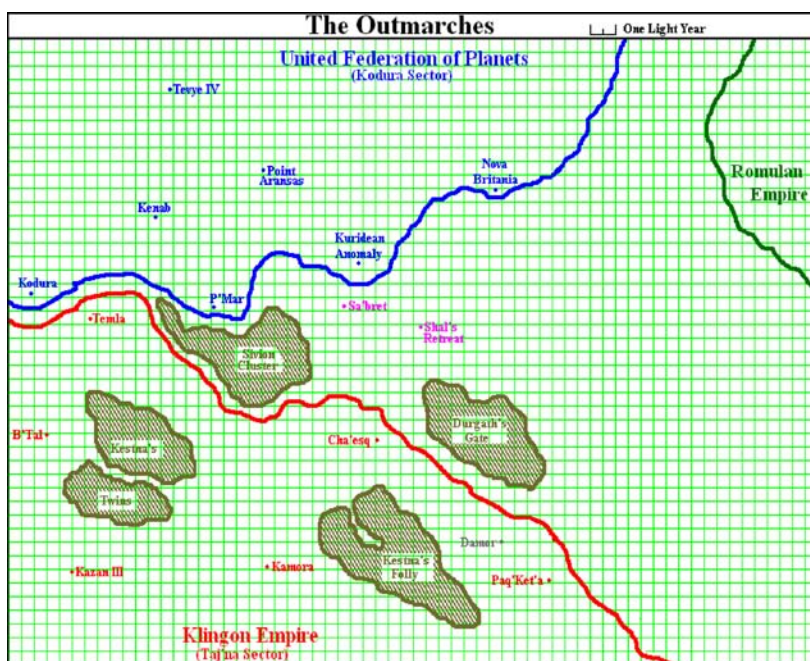 The Outmarches
One Light Year
United Federation of Planets
(Kodura Sector)
Tevye IV
Point
Aransas
Nova
Britania
Romulan
Empire
Kenab
Kuridean
Anomaly
Kodura
P'Mar
Sa'bret
Temla
Shal's
Retreat
Sivion
Cluster
Durgath's
Gate
B'Tal
Kestna's
Cha'esq
Twins
Damor
Kazan III
Kamora
Kestna's
Folly
Paq'Ket'a
Klingon Empire
(Taj'na Sector)